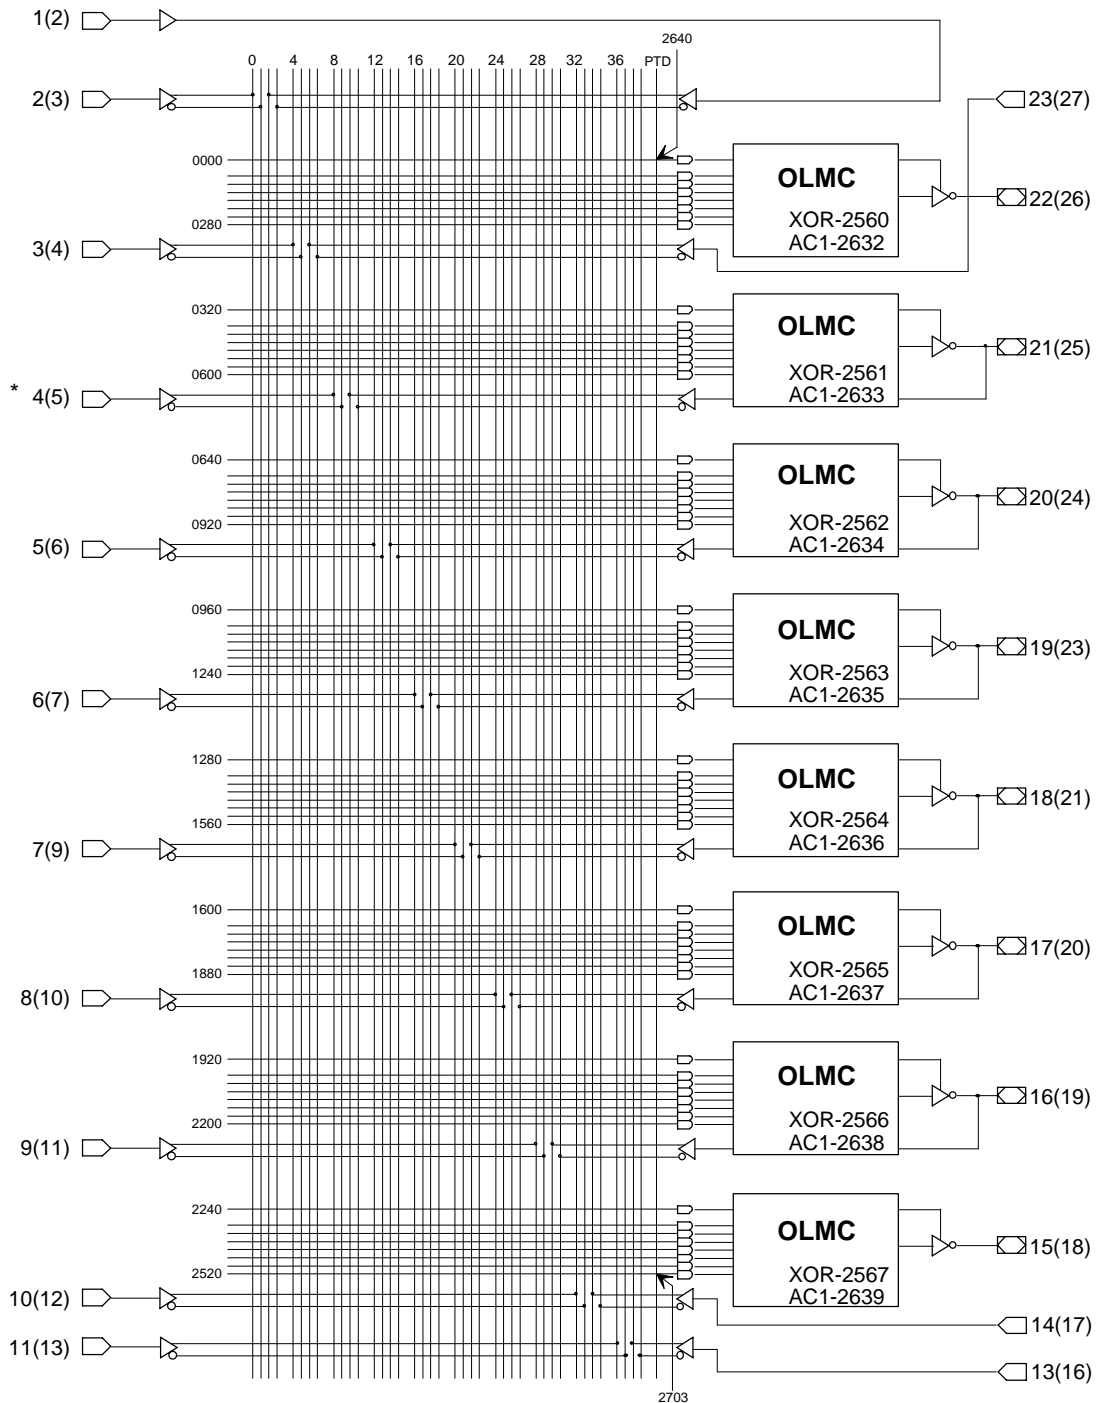 1(2)
2640
0 4 8 12 16 20 24 28 32 36 PTD
2(3)
23(27)
0000
OLMC
22(26)
XOR-2560
0280
AC1-2632
3(4)
0320
OLMC
21(25)
XOR-2561
0600
AC1-2633
* 4(5)
0640
OLMC
20(24)
XOR-2562
0920
AC1-2634
5(6)
0960
OLMC
19(23)
XOR-2563
1240
AC1-2635
6(7)
1280
OLMC
18(21)
XOR-2564
1560
AC1-2636
7(9)
1600
OLMC
17(20)
XOR-2565
1880
AC1-2637
8(10)
1920
OLMC
16(19)
XOR-2566
2200
AC1-2638
9(11)
2240
OLMC
15(18)
XOR-2567
2520
AC1-2639
10(12)
14(17)
11(13)
13(16)
2703